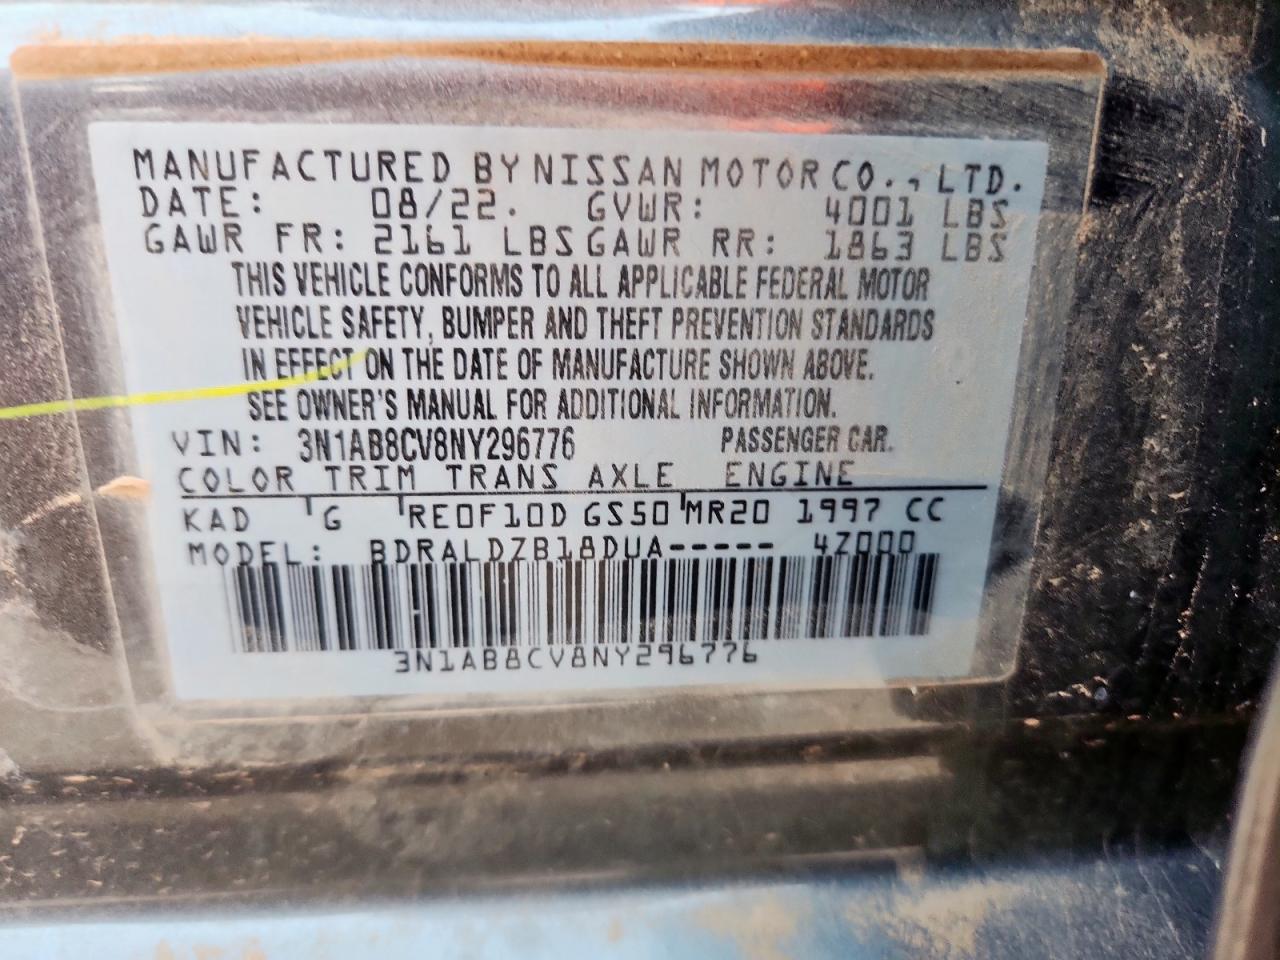 MANUFACTURED BY NISSAN MOTOR CO., LTD.
DATE: 08/22. GVWR: 4001 LBS
GAWR FR: 2161 LBS GAWR RR: 1863 LBS
THIS VEHICLE CONFORMS TO ALL APPLICABLE FEDERAL MOTOR
VEHICLE SAFETY, BUMPER AND THEFT PREVENTION STANDARDS
IN EFFECT ON THE DATE OF MANUFACTURE SHOWN ABOVE.
SEE OWNER'S MANUAL FOR ADDITIONAL INFORMATION.
VIN: 3N1AB8CV8NY296776 PASSENGER CAR.
COLOR TRIM TRANS AXLE ENGINE
KAD G RE0F10D GS50 MR20 1997 CC
MODEL: BDRALDZB18DUA----- 4Z000
3N1AB8CV8NY296776